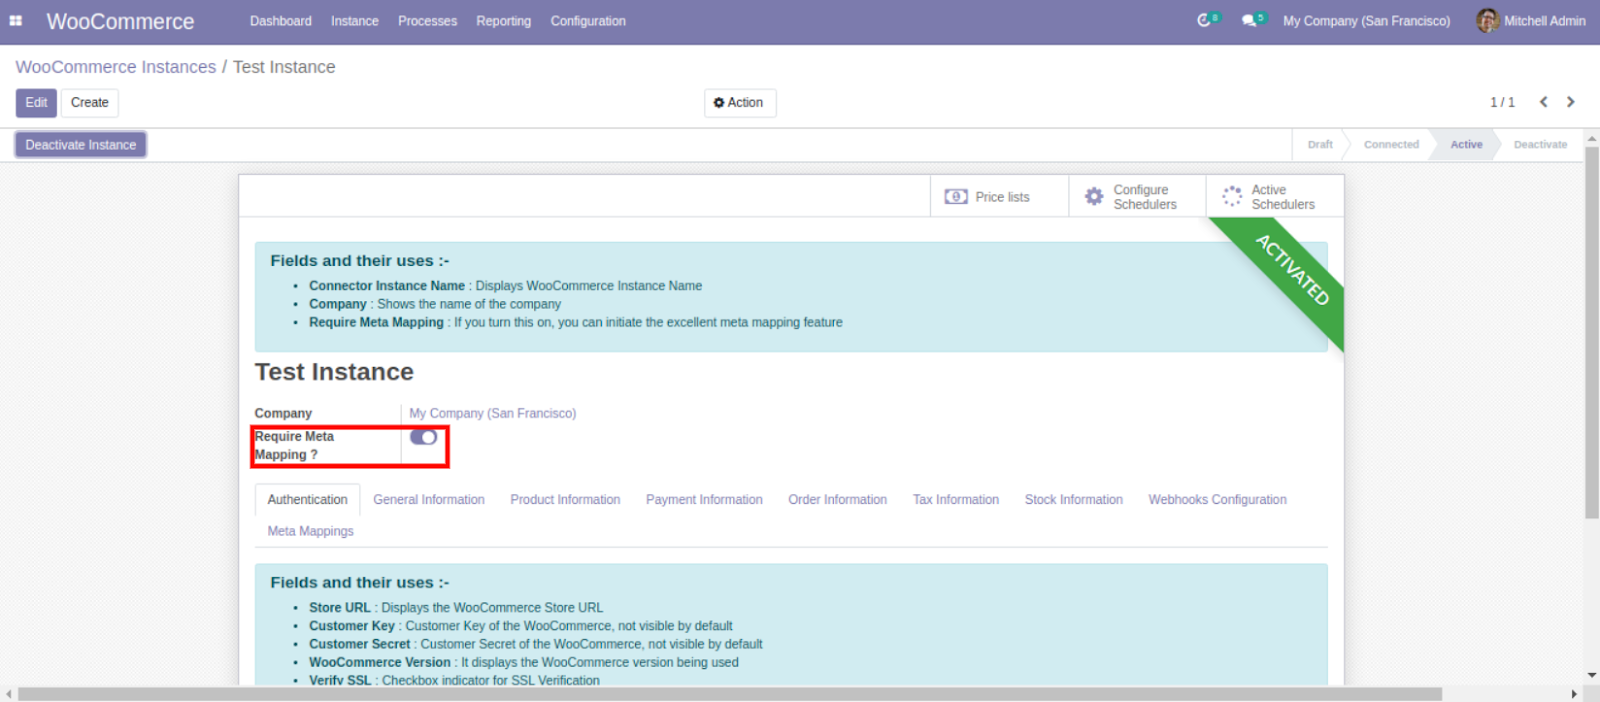 WooCommerce Dashboard Instance Processes Reporting Configuration 8 5 My Company (San Francisco) Mitchell Admin
WooCommerce Instances / Test Instance
Edit Create Action 1 / 1
Deactivate Instance Draft Connected Active Deactivate
Price lists
Configure Schedulers
Active Schedulers
ACTIVATED
Fields and their uses :-
• Connector Instance Name : Displays WooCommerce Instance Name
• Company : Shows the name of the company
• Require Meta Mapping : If you turn this on, you can initiate the excellent meta mapping feature
Test Instance
Company My Company (San Francisco)
Require Meta
Mapping ?
Authentication General Information Product Information Payment Information Order Information Tax Information Stock Information Webhooks Configuration
Meta Mappings
Fields and their uses :-
• Store URL : Displays the WooCommerce Store URL
• Customer Key : Customer Key of the WooCommerce, not visible by default
• Customer Secret : Customer Secret of the WooCommerce, not visible by default
• WooCommerce Version : It displays the WooCommerce version being used
• Verify SSL : Checkbox indicator for SSL Verification